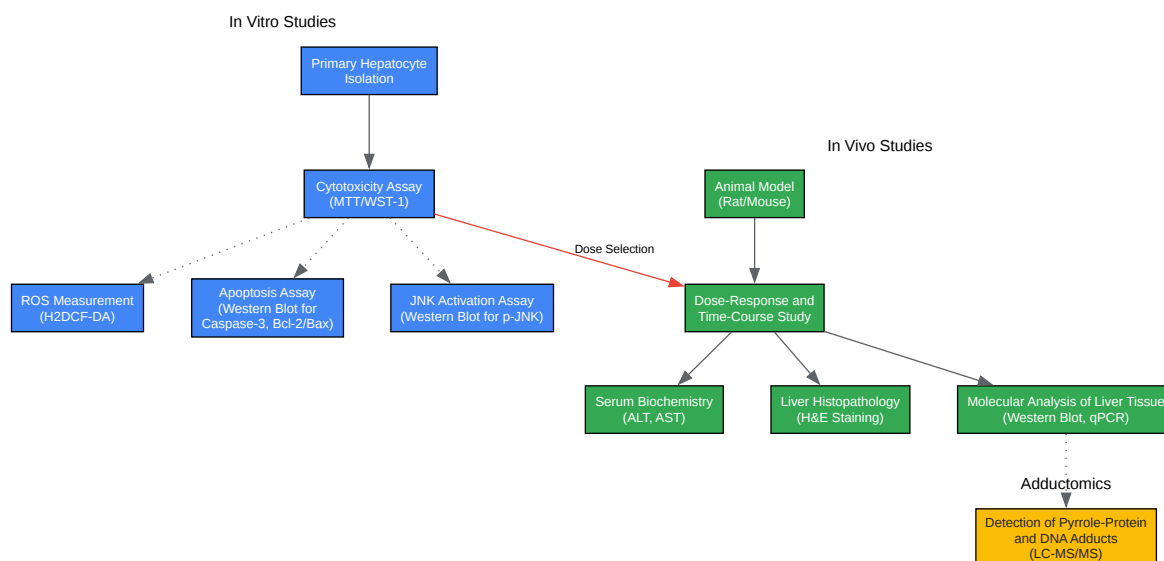 In Vitro Studies
Primary Hepatocyte
Isolation
In Vivo Studies
Cytotoxicity Assay
(MTT/WST-1)
Animal Model
(Rat/Mouse)
Dose Selection
ROS Measurement
(H2DCF-DA)
Apoptosis Assay
(Western Blot for
Caspase-3, Bcl-2/Bax)
JNK Activation Assay
(Western Blot for p-JNK)
Dose-Response and
Time-Course Study
Serum Biochemistry
(ALT, AST)
Liver Histopathology
(H&E Staining)
Molecular Analysis of Liver Tissue
(Western Blot, qPCR)
Adductomics
Detection of Pyrrole-Protein
and DNA Adducts
(LC-MS/MS)